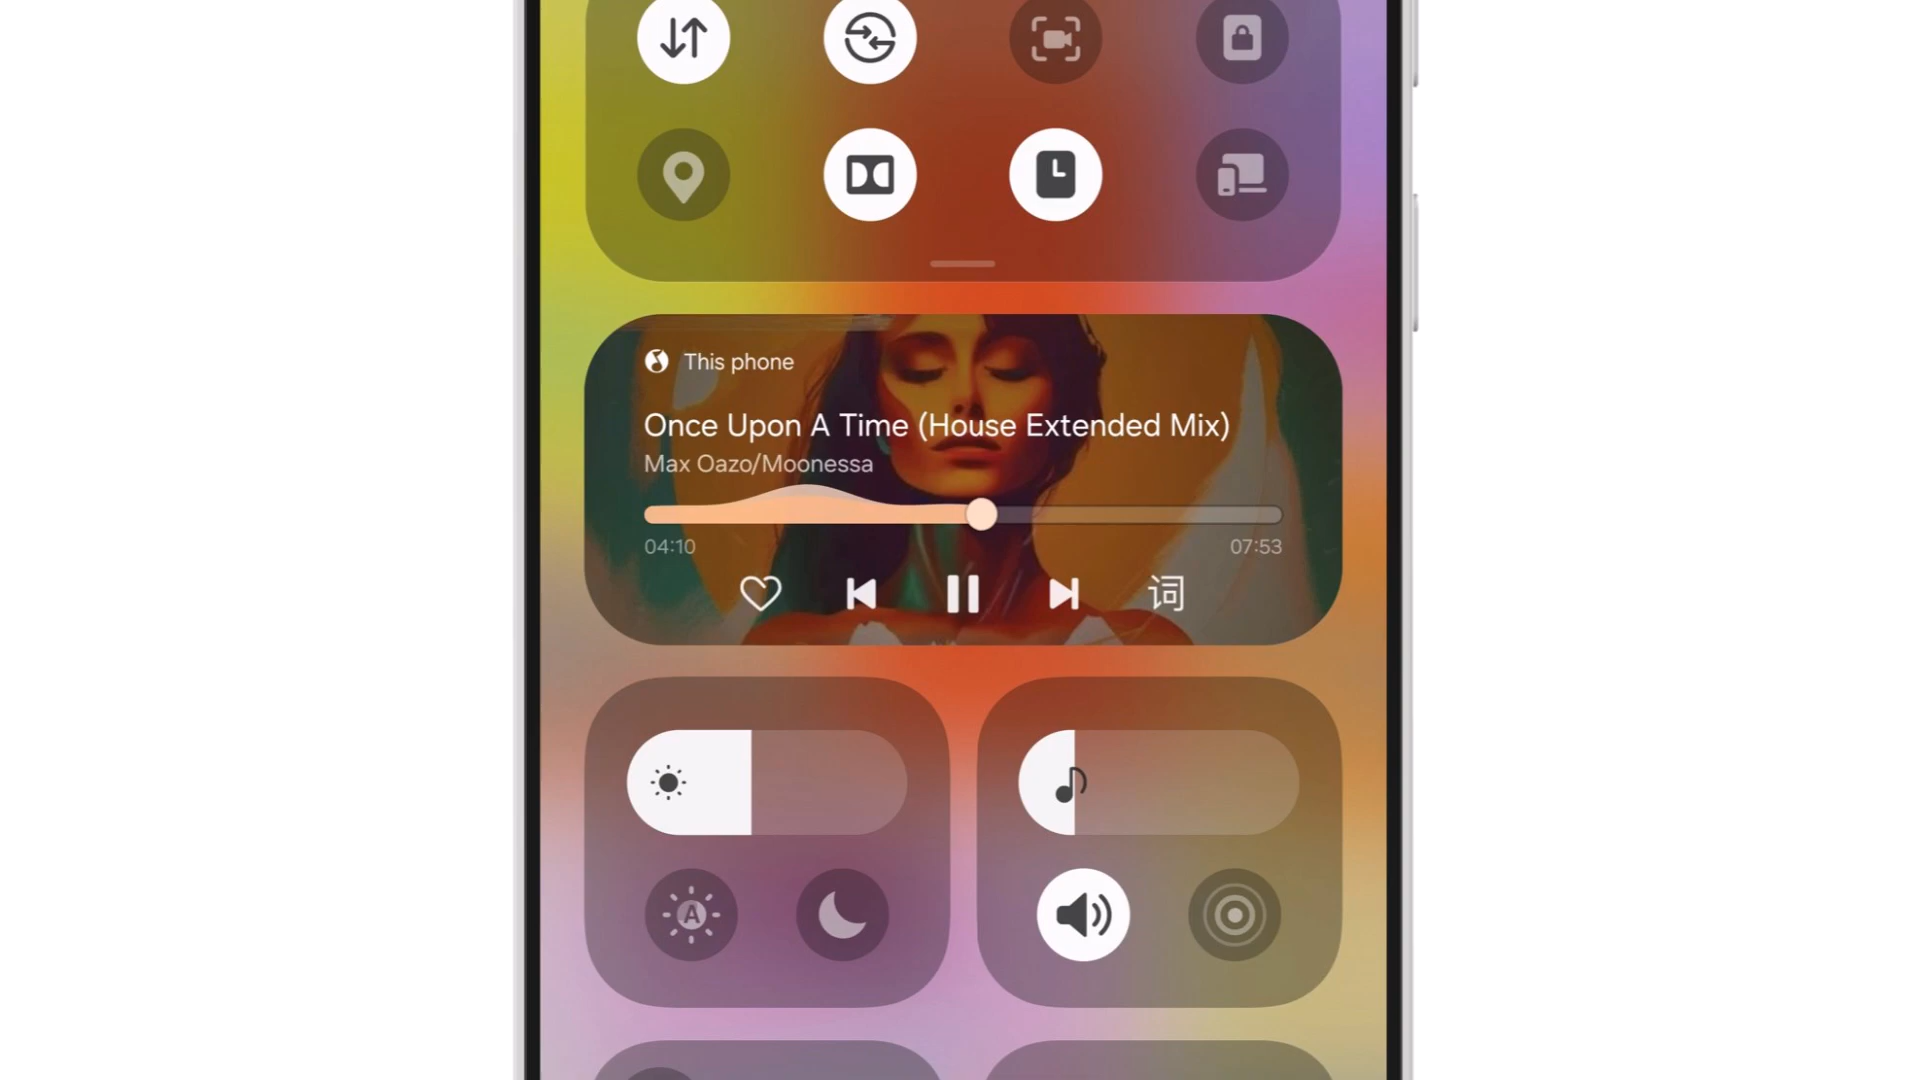 This phone
Once Upon A Time (House Extended Mix)
Max Oazo/Moonessa
04:10
07:53
词
A